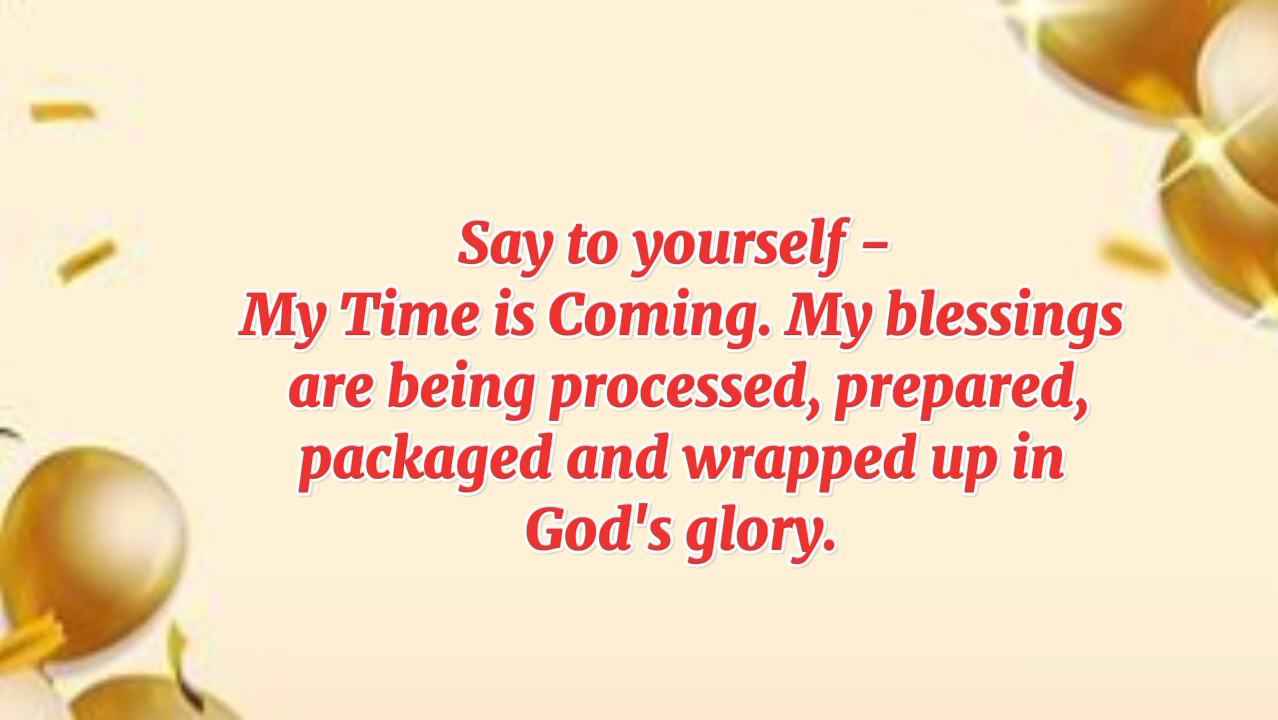 Say to yourself –
My Time is Coming. My blessings
are being processed, prepared,
packaged and wrapped up in
God's glory.